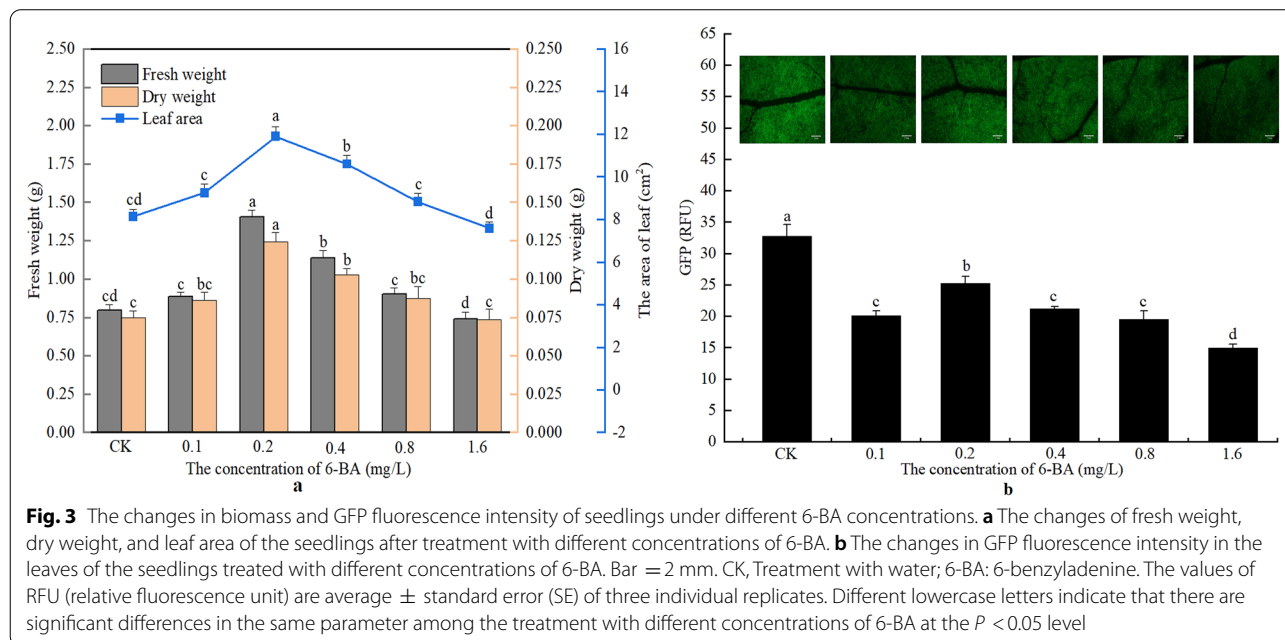 2.50
2.25
2.00
1.75
1.50
1.25
1.00
0.75
0.50
0.25
0.00
Fresh weight (g)
Fresh weight
Dry weight
Leaf area
cd
c
a
b
c
d
cd
c
c
bc
a
a
b
c
c
bc
d
c
CK
0.1
0.2
0.4
0.8
1.6
The concentration of 6-BA (mg/L)
a
0.250
0.225
0.200
0.175
0.150
0.125
0.100
0.075
0.050
0.025
0.000
Dry weight (g)
16
14
12
10
8
6
4
2
0
-2
The area of leaf (cm²)
65
60
55
50
45
40
35
30
25
20
15
10
5
0
GFP (RFU)
a
c
b
c
c
d
CK
0.1
0.2
0.4
0.8
1.6
The concentration of 6-BA (mg/L)
b
Fig. 3 The changes in biomass and GFP fluorescence intensity of seedlings under different 6-BA concentrations. a The changes of fresh weight,
dry weight, and leaf area of the seedlings after treatment with different concentrations of 6-BA. b The changes in GFP fluorescence intensity in the
leaves of the seedlings treated with different concentrations of 6-BA. Bar = 2 mm. CK, Treatment with water; 6-BA: 6-benzyladenine. The values of
RFU (relative fluorescence unit) are average ± standard error (SE) of three individual replicates. Different lowercase letters indicate that there are
significant differences in the same parameter among the treatment with different concentrations of 6-BA at the P < 0.05 level